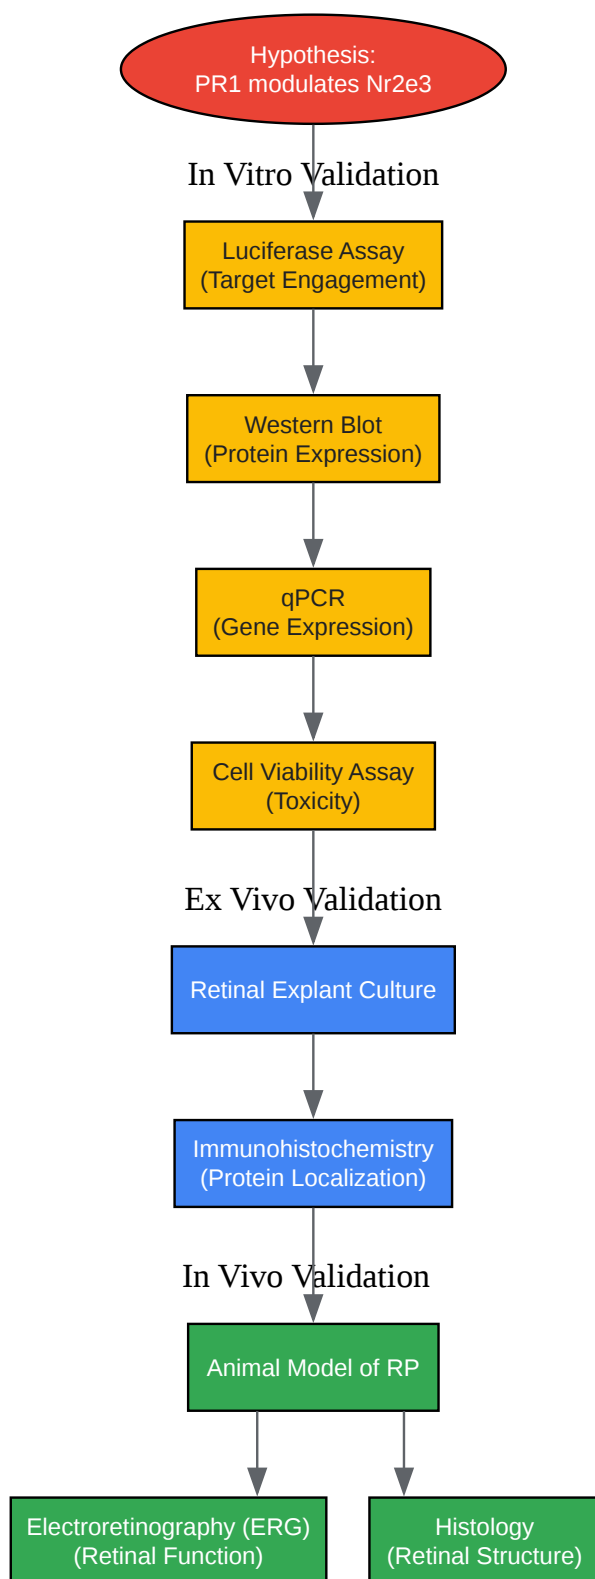 Hypothesis:
PR1 modulates Nr2e3
In Vitro Validation
Luciferase Assay
(Target Engagement)
Western Blot
(Protein Expression)
qPCR
(Gene Expression)
Cell Viability Assay
(Toxicity)
Ex Vivo Validation
Retinal Explant Culture
Immunohistochemistry
(Protein Localization)
In Vivo Validation
Animal Model of RP
Electroretinography (ERG)
(Retinal Function)
Histology
(Retinal Structure)